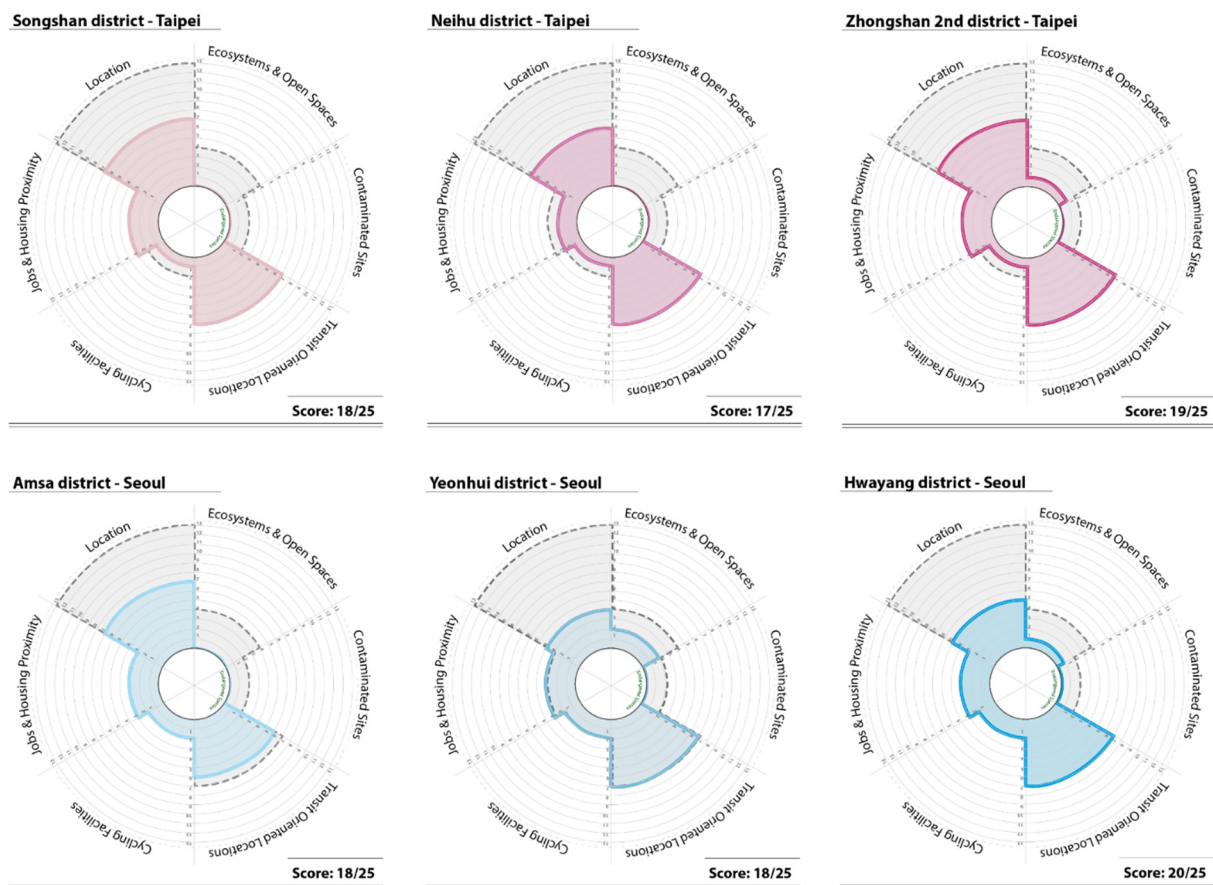 Songshan district - Taipei
Location
Ecosystems & Open Spaces
Contaminated Sites
Transit Oriented Locations
Cycling Facilities
Jobs & Housing Proximity
Score: 18/25
Neihu district - Taipei
Location
Ecosystems & Open Spaces
Contaminated Sites
Transit Oriented Locations
Cycling Facilities
Jobs & Housing Proximity
Score: 17/25
Zhongshan 2nd district - Taipei
Location
Ecosystems & Open Spaces
Contaminated Sites
Transit Oriented Locations
Cycling Facilities
Jobs & Housing Proximity
Score: 19/25
Amsa district - Seoul
Location
Ecosystems & Open Spaces
Contaminated Sites
Transit Oriented Locations
Cycling Facilities
Jobs & Housing Proximity
Score: 18/25
Yeonhui district - Seoul
Location
Ecosystems & Open Spaces
Contaminated Sites
Transit Oriented Locations
Cycling Facilities
Jobs & Housing Proximity
Score: 18/25
Hwayang district - Seoul
Location
Ecosystems & Open Spaces
Contaminated Sites
Transit Oriented Locations
Cycling Facilities
Jobs & Housing Proximity
Score: 20/25